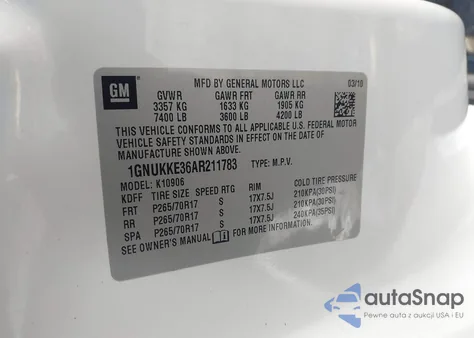 GM
MFD BY GENERAL MOTORS LLC 03/10
GVWR GAWR FRT GAWR RR
3357 KG 1633 KG 1905 KG
7400 LB 3600 LB 4200 LB
THIS VEHICLE CONFORMS TO ALL APPLICABLE U.S. FEDERAL MOTOR
VEHICLE SAFETY STANDARDS IN EFFECT ON THE DATE OF
MANUFACTURE SHOWN ABOVE.
1GNUKKE36AR211783 TYPE: M.P.V.
MODEL: K10906
KDFF TIRE SIZE SPEED RTG RIM COLD TIRE PRESSURE
FRT P265/70R17 S 17X7.5J 210KPA(30PSI)
RR P265/70R17 S 17X7.5J 210KPA(30PSI)
SPA P265/70R17 S 17X7.5J 240KPA(35PSI)
SEE OWNER'S MANUAL FOR MORE INFORMATION.
autaSnap
Pewne auta z aukcji USA i EU